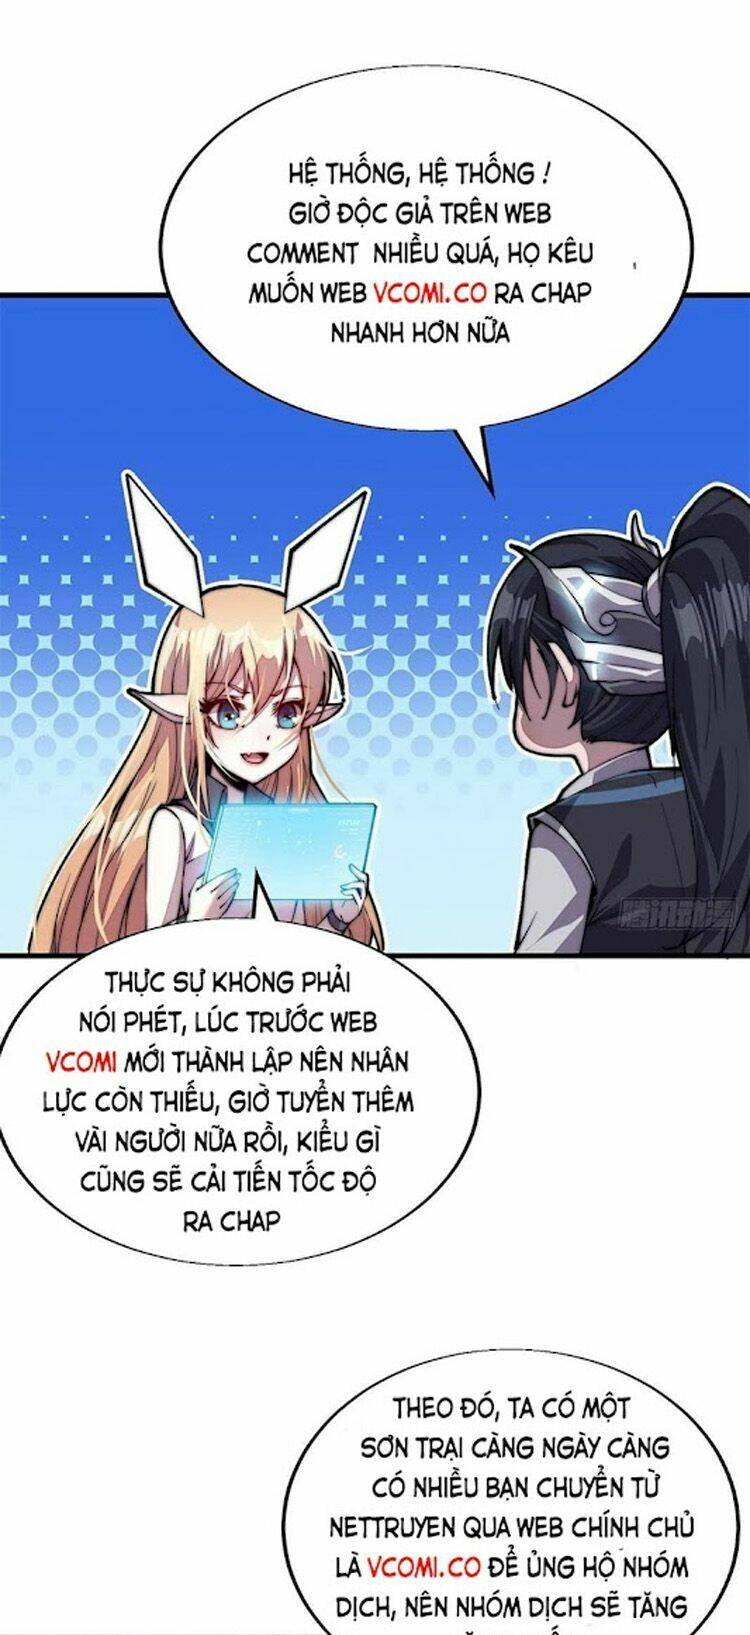 HỆ THỐNG, HỆ THỐNG !
GIỜ ĐỘC GIẢ TRÊN WEB
COMMENT NHIỀU QUÁ, HỌ KÊU
MUỐN WEB VCOMI.CO RA CHAP
NHANH HƠN NỮA
腾讯动漫
THỰC SỰ KHÔNG PHẢI
NÓI PHÉT, LÚC TRƯỚC WEB
VCOMI MỚI THÀNH LẬP NÊN NHÂN
LỰC CÒN THIẾU, GIỜ TUYỂN THÊM
VÀI NGƯỜI NỮA RỒI, KIỂU GÌ
CŨNG SẼ CẢI TIẾN TỐC ĐỘ
RA CHAP
THEO ĐÓ, TA CÓ MỘT
SƠN TRẠI CÀNG NGÀY CÀNG
CÓ NHIỀU BẠN CHUYỂN TỪ
NETTRUYEN QUA WEB CHÍNH CHỦ
LÀ VCOMI.CO ĐỂ ỦNG HỘ NHÓM
DỊCH, NÊN NHÓM DỊCH SẼ TĂNG